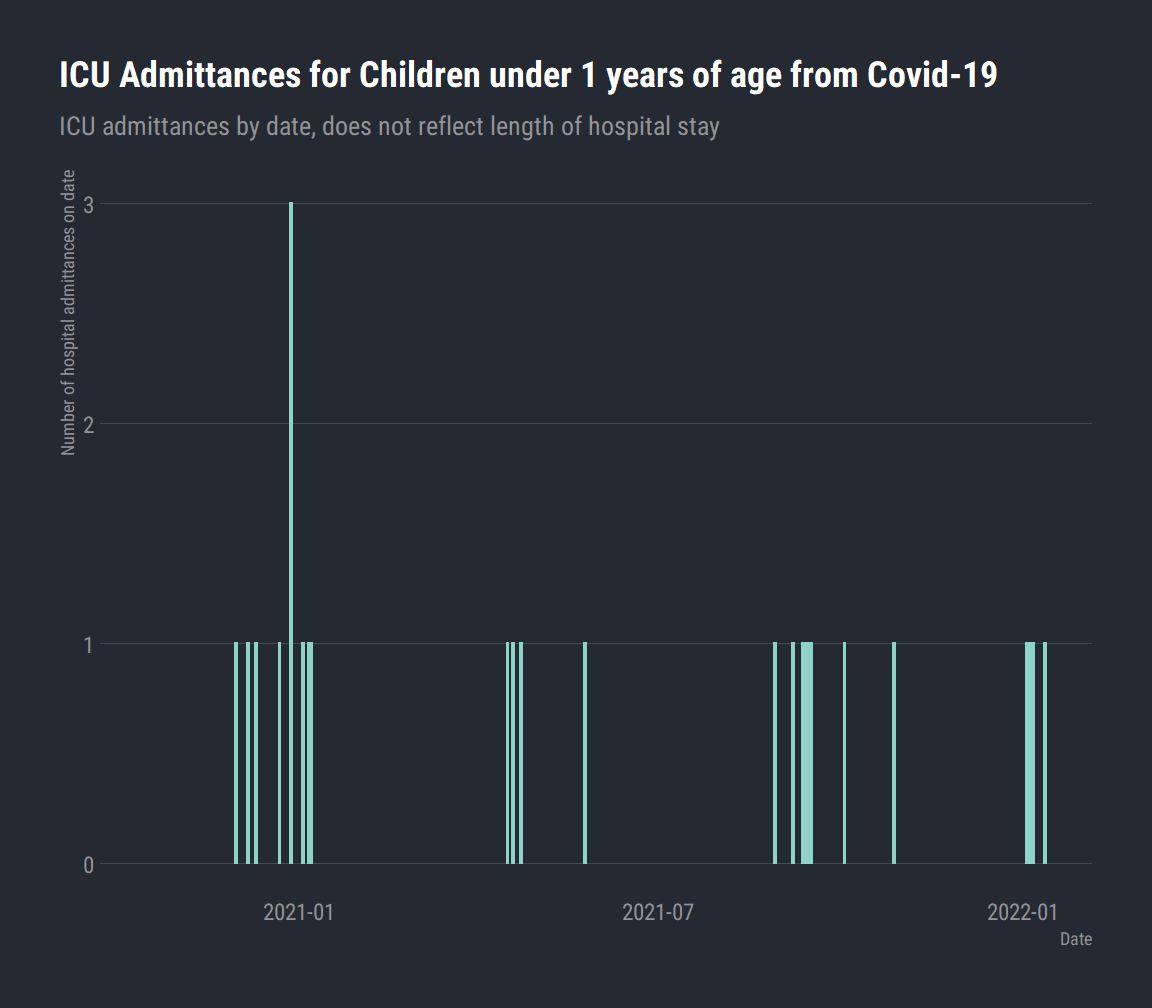 ICU Admittances for Children under 1 years of age from Covid-19
ICU admittances by date, does not reflect length of hospital stay
Number of hospital admittances on date
3
2
1
0
2021-01
2021-07
2022-01
Date